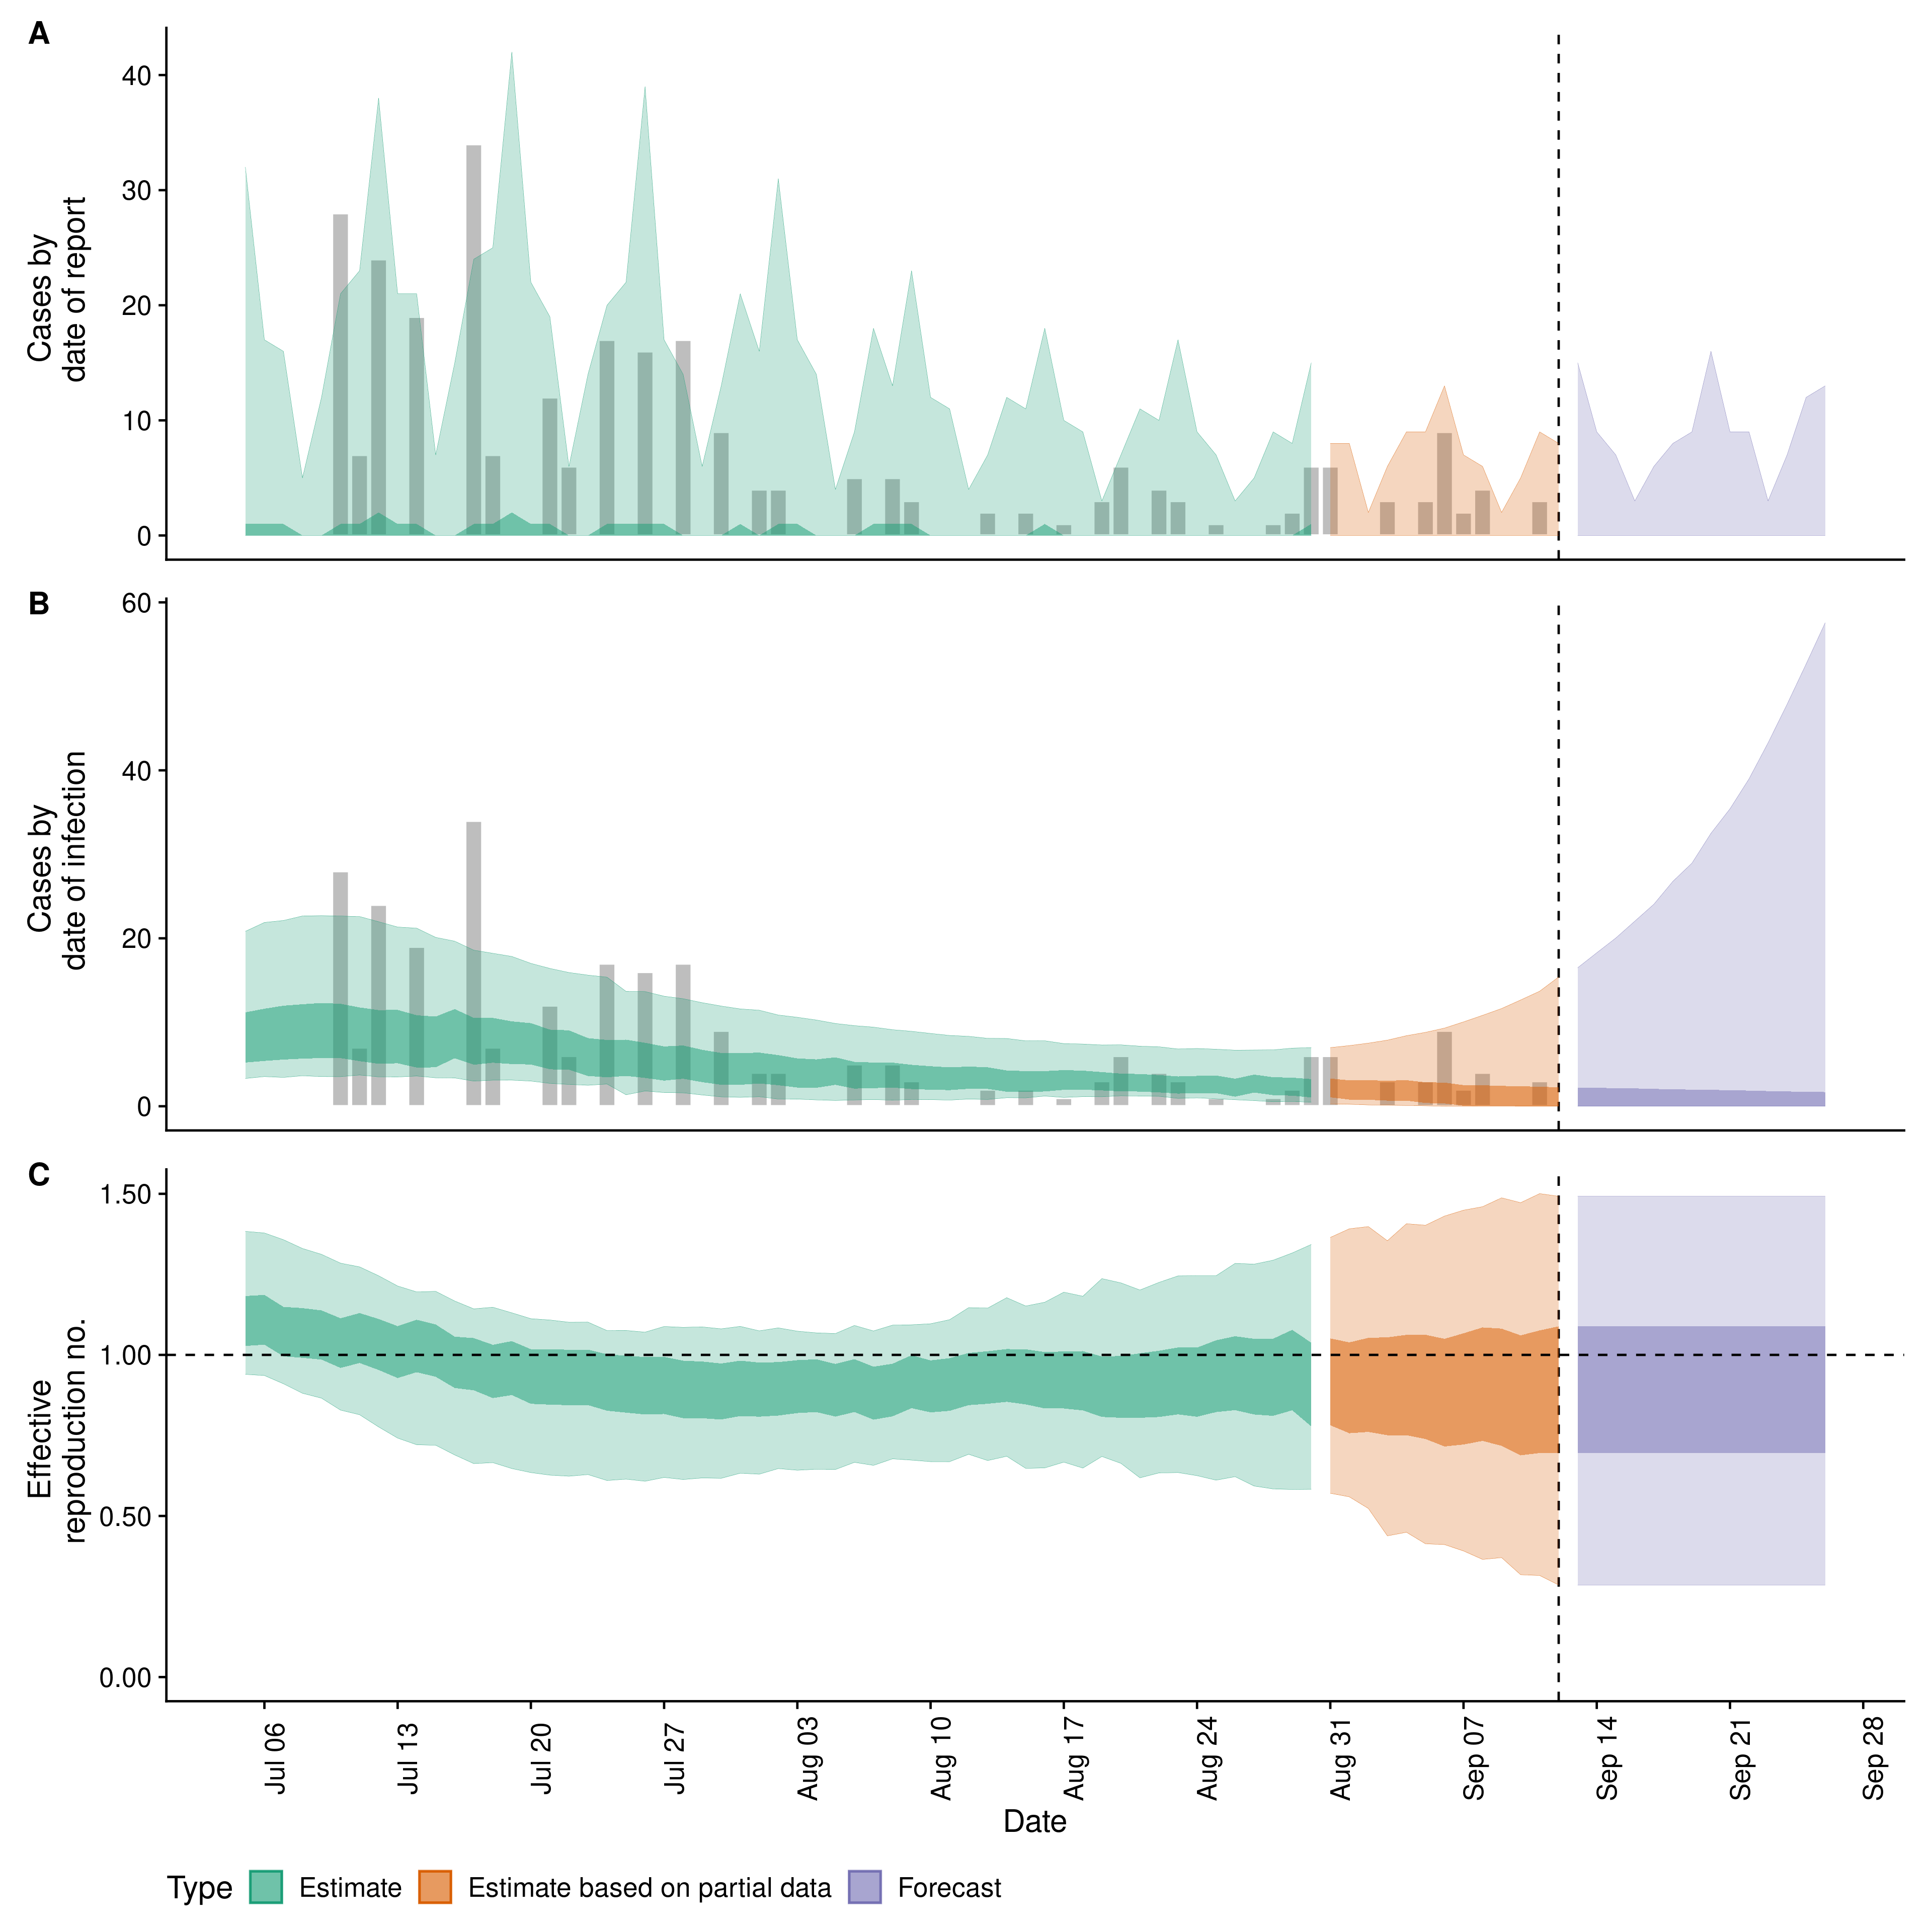 A
Cases by
date of report
40
30
20
10
0
B
Cases by
date of infection
60
40
20
0
C
Effective
reproduction no.
1.50
1.00
0.50
0.00
Jul 06
Jul 13
Jul 20
Jul 27
Aug 03
Aug 10
Aug 17
Aug 24
Aug 31
Sep 07
Sep 14
Sep 21
Sep 28
Date
Type Estimate Estimate based on partial data Forecast